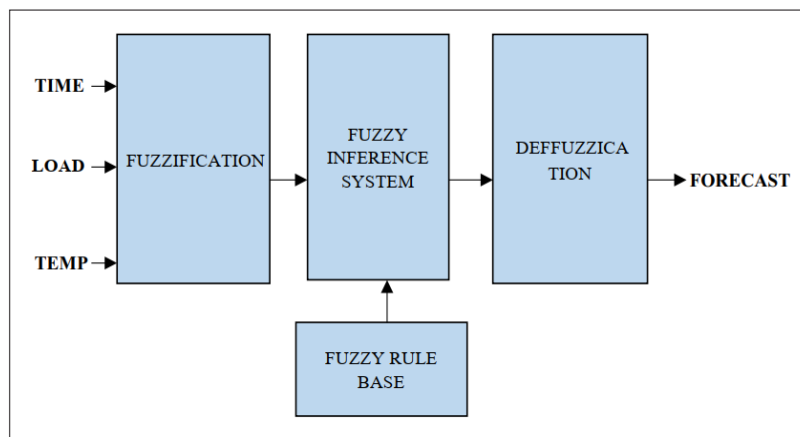 TIME
LOAD
TEMP
FUZZIFICATION
FUZZY
INFERENCE
SYSTEM
DEFFUZZICA
TION
FORECAST
FUZZY RULE
BASE